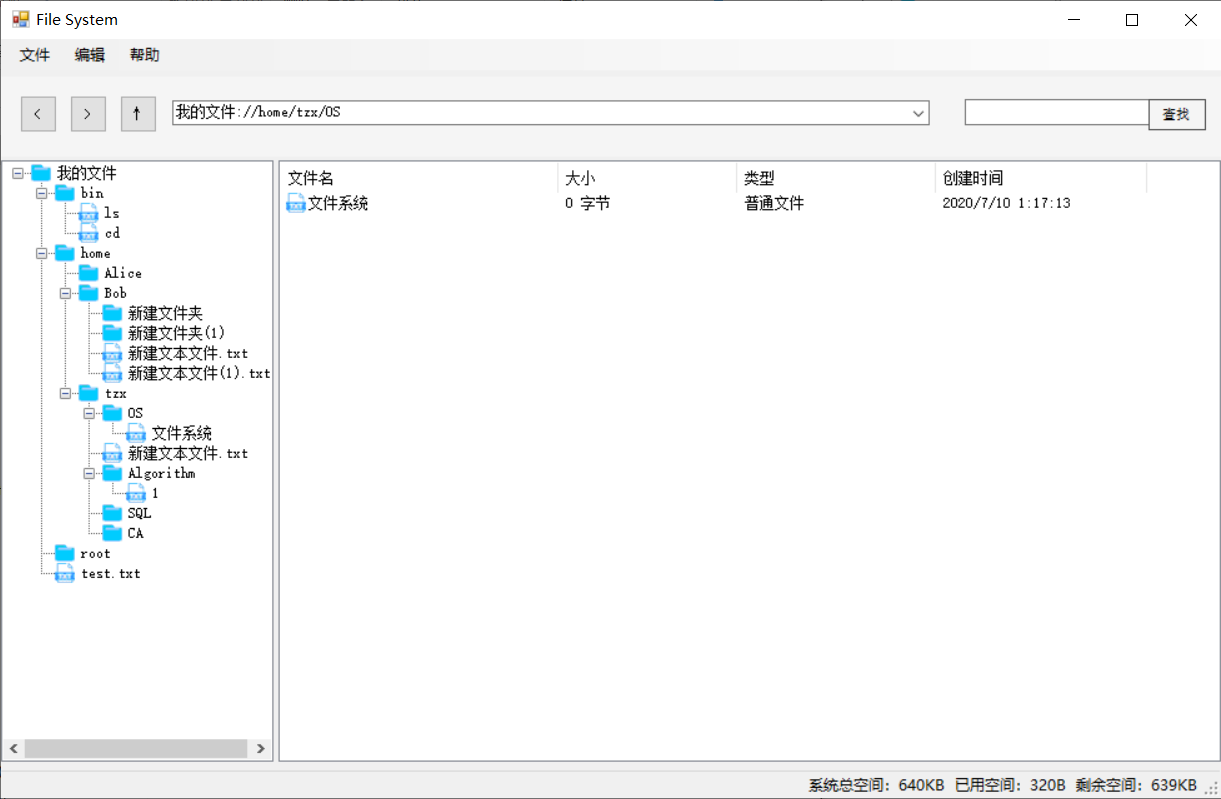 File System
文件 编辑 帮助
我的文件://home/tzx/OS 查找
我的文件
bin
ls
cd
home
Alice
Bob
新建文件夹
新建文件夹(1)
新建文本文件.txt
新建文本文件(1).txt
tzx
OS
文件系统
新建文本文件.txt
Algorithm
1
SQL
CA
root
test.txt
文件名 大小 类型 创建时间
文件系统 0 字节 普通文件 2020/7/10 1:17:13
系统总空间: 640KB 已用空间: 320B 剩余空间: 639KB